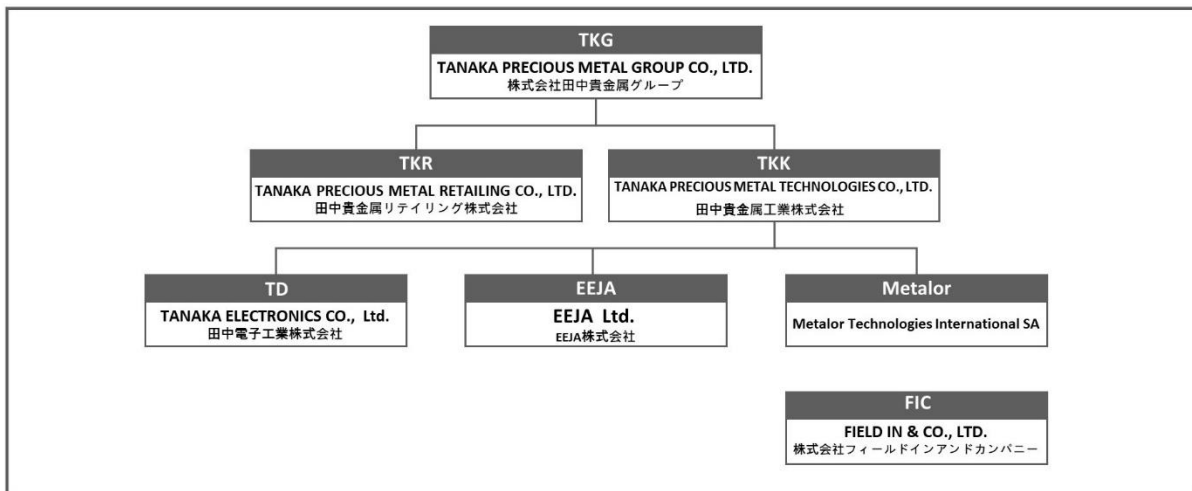 TKG
TANAKA PRECIOUS METAL GROUP CO., LTD.
株式会社田中貴金属グループ
TKR
TANAKA PRECIOUS METAL RETAILING CO., LTD.
田中貴金属リテイリング株式会社
TKK
TANAKA PRECIOUS METAL TECHNOLOGIES CO., LTD.
田中貴金属工業株式会社
TD
TANAKA ELECTRONICS CO., Ltd.
田中電子工業株式会社
EEJA
EEJA Ltd.
EEJA株式会社
Metalor
Metalor Technologies International SA
FIC
FIELD IN & CO., LTD.
株式会社フィールドインアンドカンパニー